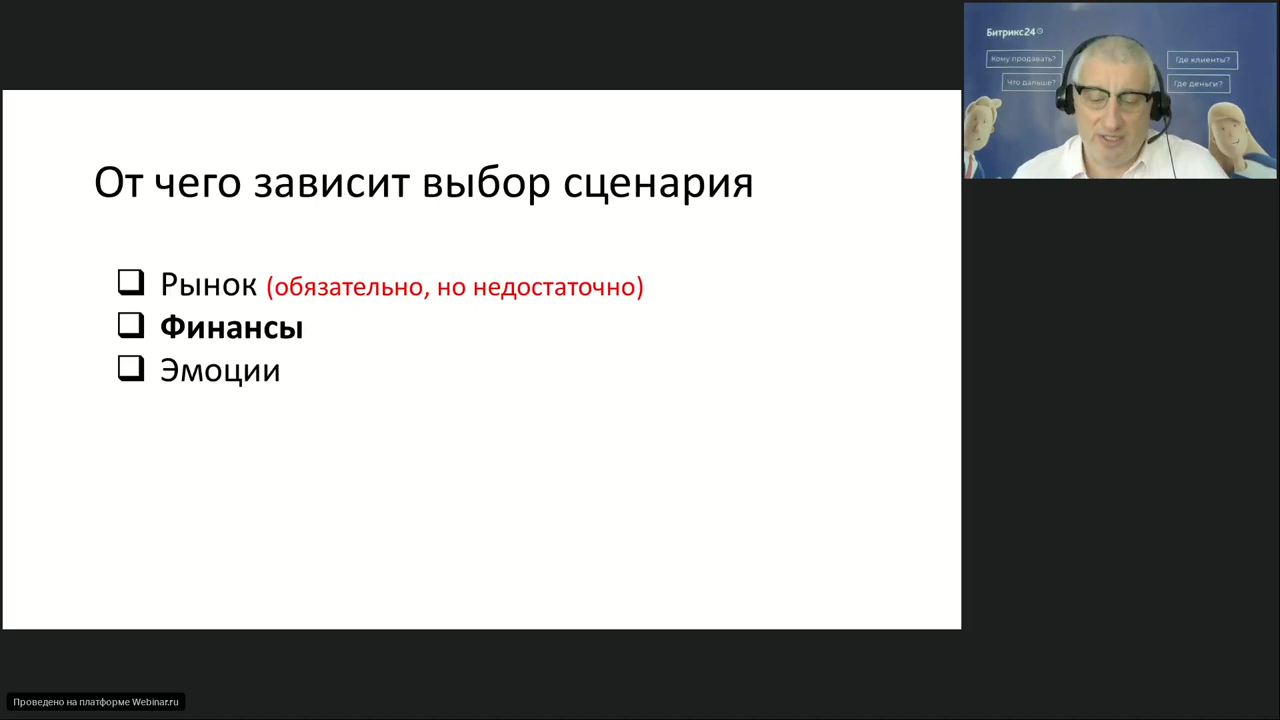 От чего зависит выбор сценария
Рынок (обязательно, но недостаточно)
Финансы
Эмоции
Битрикс24
Кому продавать?
Где клиенты?
Что дальше?
Где деньги?
Проведено на платформе Webinar.ru